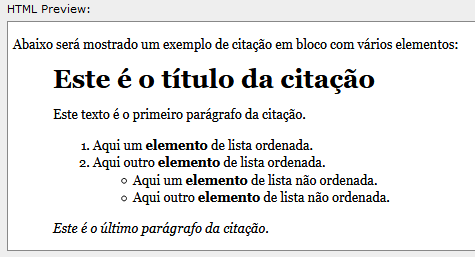 HTML Preview:
Abaixo será mostrado um exemplo de citação em bloco com vários elementos:
Este é o título da citação
Este texto é o primeiro parágrafo da citação.
1. Aqui um elemento de lista ordenada.
2. Aqui outro elemento de lista ordenada.
○ Aqui um elemento de lista não ordenada.
○ Aqui outro elemento de lista não ordenada.
Este é o último parágrafo da citação.